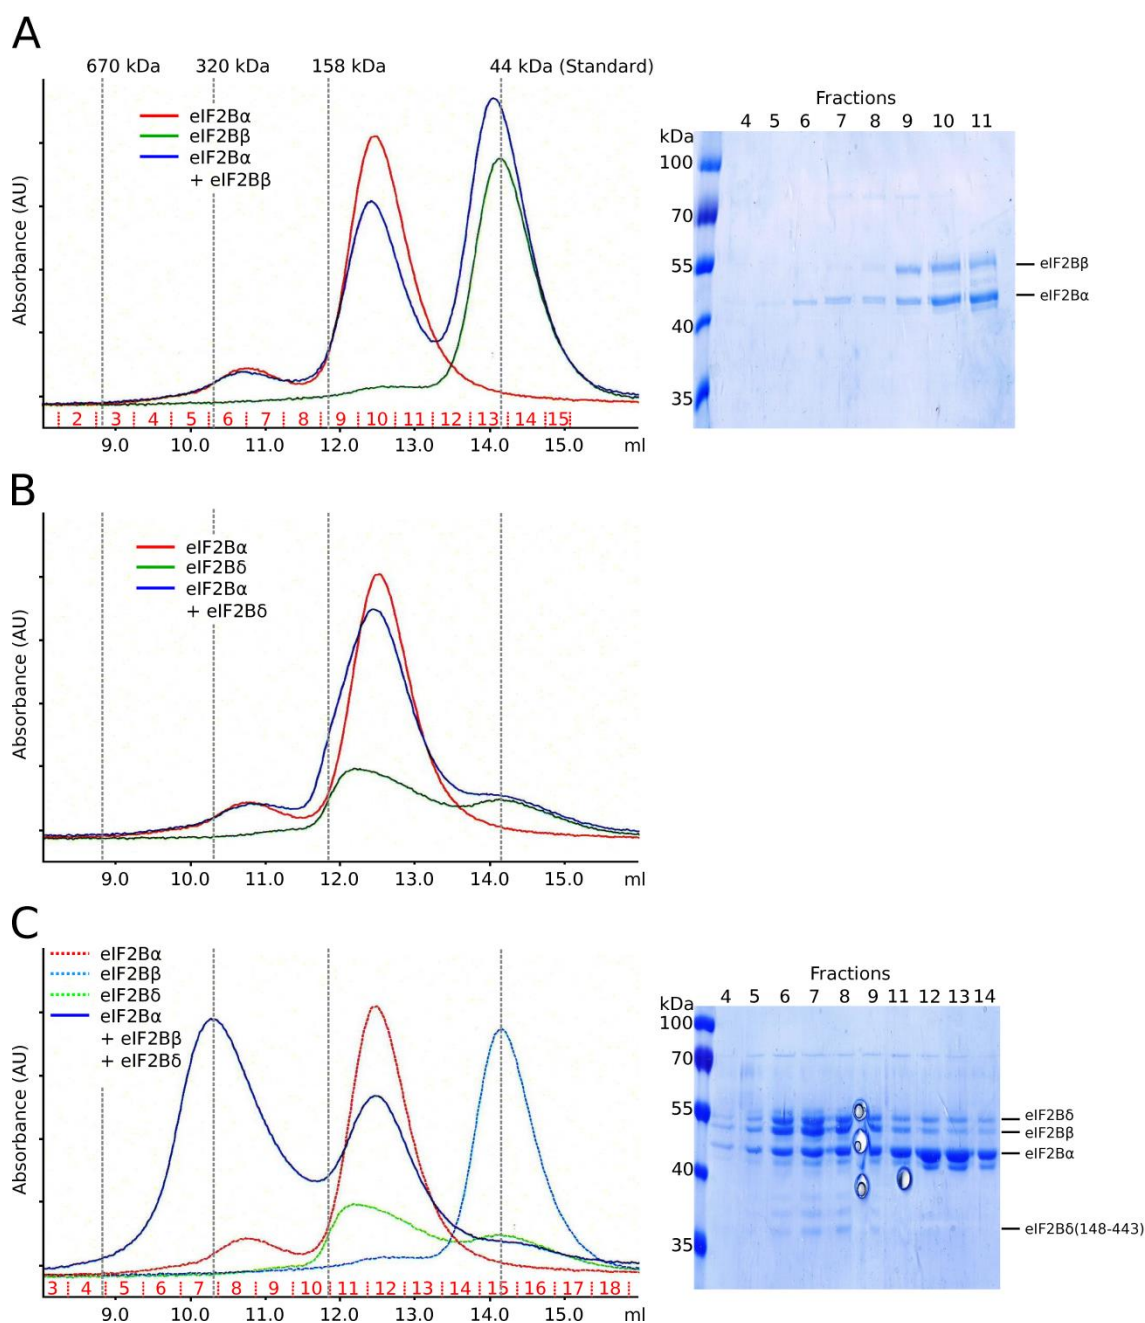 A
670 kDa 320 kDa 158 kDa 44 kDa (Standard)
eIF2Bα
eIF2Bβ
eIF2Bα
+ eIF2Bβ
Absorbance (AU)
2 3 4 5 6 7 8 9 10 11 12 13 14 15
9.0 10.0 11.0 12.0 13.0 14.0 15.0 ml
Fractions
4 5 6 7 8 9 10 11
kDa
100
70
55
40
35
eIF2Bβ
eIF2Bα
B
eIF2Bα
eIF2Bδ
eIF2Bα
+ eIF2Bδ
Absorbance (AU)
9.0 10.0 11.0 12.0 13.0 14.0 15.0 ml
C
eIF2Bα
eIF2Bβ
eIF2Bδ
eIF2Bα
+ eIF2Bβ
+ eIF2Bδ
Absorbance (AU)
3 4 5 6 7 8 9 10 11 12 13 14 15 16 17 18
9.0 10.0 11.0 12.0 13.0 14.0 15.0 ml
Fractions
4 5 6 7 8 9 11 12 13 14
kDa
100
70
55
40
35
eIF2Bδ
eIF2Bβ
eIF2Bα
eIF2Bδ(148-443)